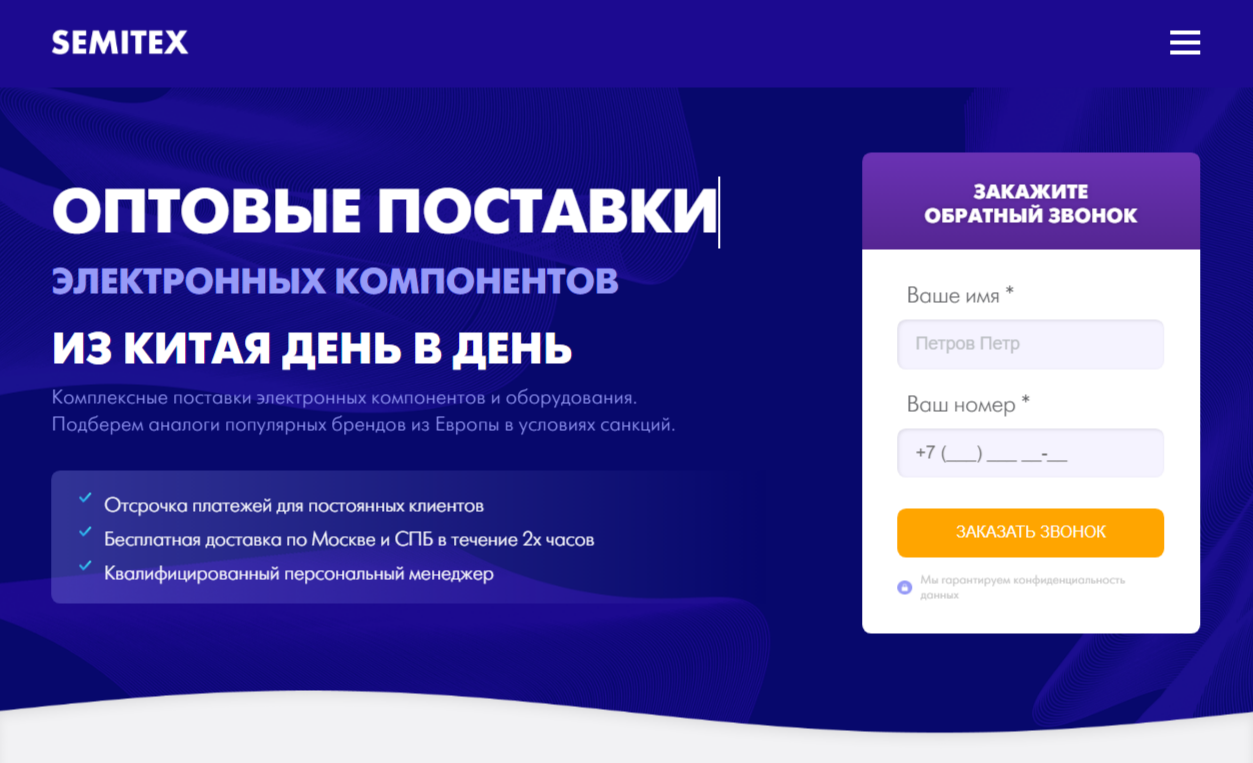 SEMITEX
ОПТОВЫЕ ПОСТАВКИ
ЭЛЕКТРОННЫХ КОМПОНЕНТОВ
ИЗ КИТАЯ ДЕНЬ В ДЕНЬ
Комплексные поставки электронных компонентов и оборудования.
Подберем аналоги популярных брендов из Европы в условиях санкций.
Отсрочка платежей для постоянных клиентов
Бесплатная доставка по Москве и СПБ в течение 2х часов
Квалифицированный персональный менеджер
ЗАКАЖИТЕ
ОБРАТНЫЙ ЗВОНОК
Ваше имя *
Петров Петр
Ваш номер *
+7 (___) ___ __-__
ЗАКАЗАТЬ ЗВОНОК
Мы гарантируем конфиденциальность
данных